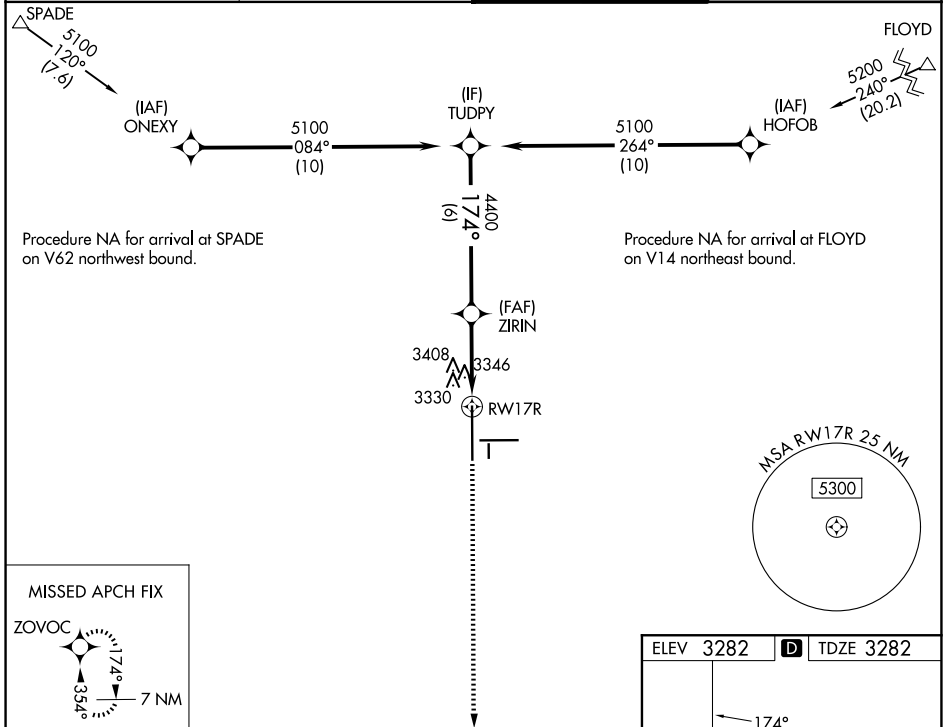 SPADE
5100
120°
(7.6)
FLOYD
5200
240°
(20.2)
(IAF)
ONEXY
5100
084°
(10)
(IF)
TUDPY
5100
264°
(10)
(IAF)
HOFOB
4400
174°
(6)
Procedure NA for arrival at SPADE
on V62 northwest bound.
Procedure NA for arrival at FLOYD
on V14 northeast bound.
(FAF)
ZIRIN
3408
3346
3330
RW17R
MSA RW17R 25 NM
5300
MISSED APCH FIX
ZOVOC
174°
354°
7 NM
ELEV 3282 D TDZE 3282
174°